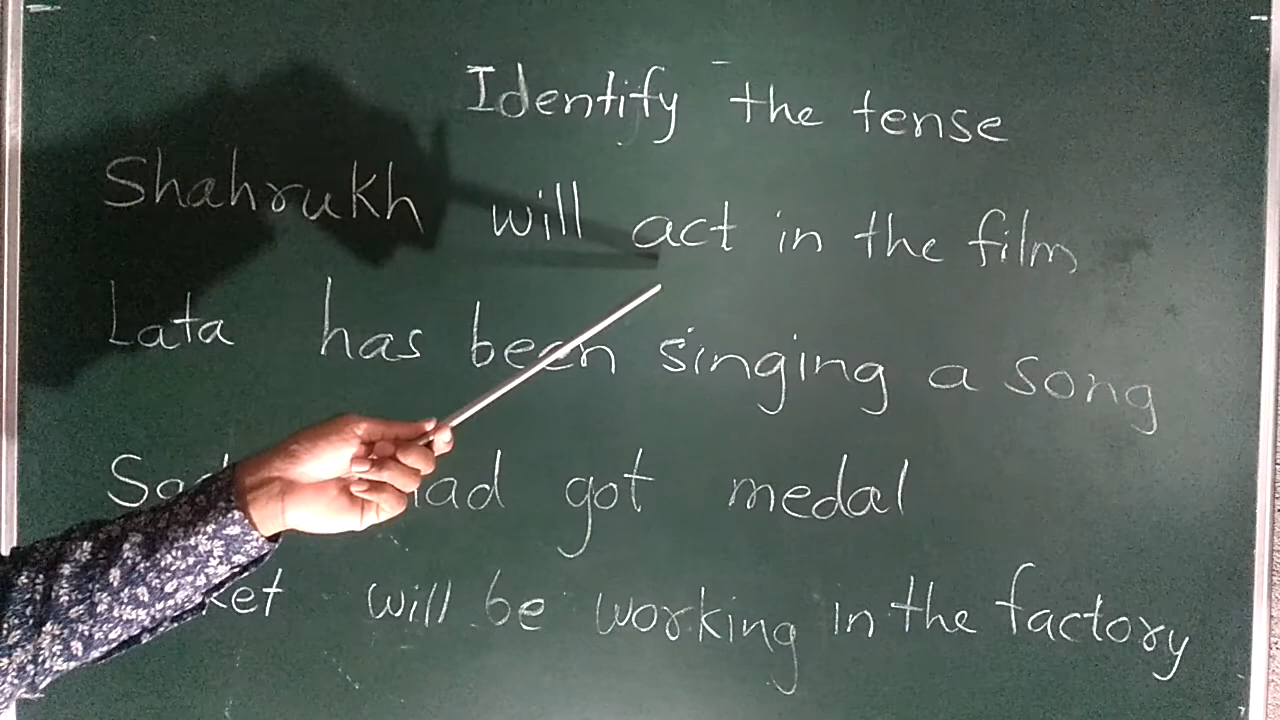 Identify the tense
Shahrukh will act in the film
Lata has been singing a song
got medal
will be working in the factory